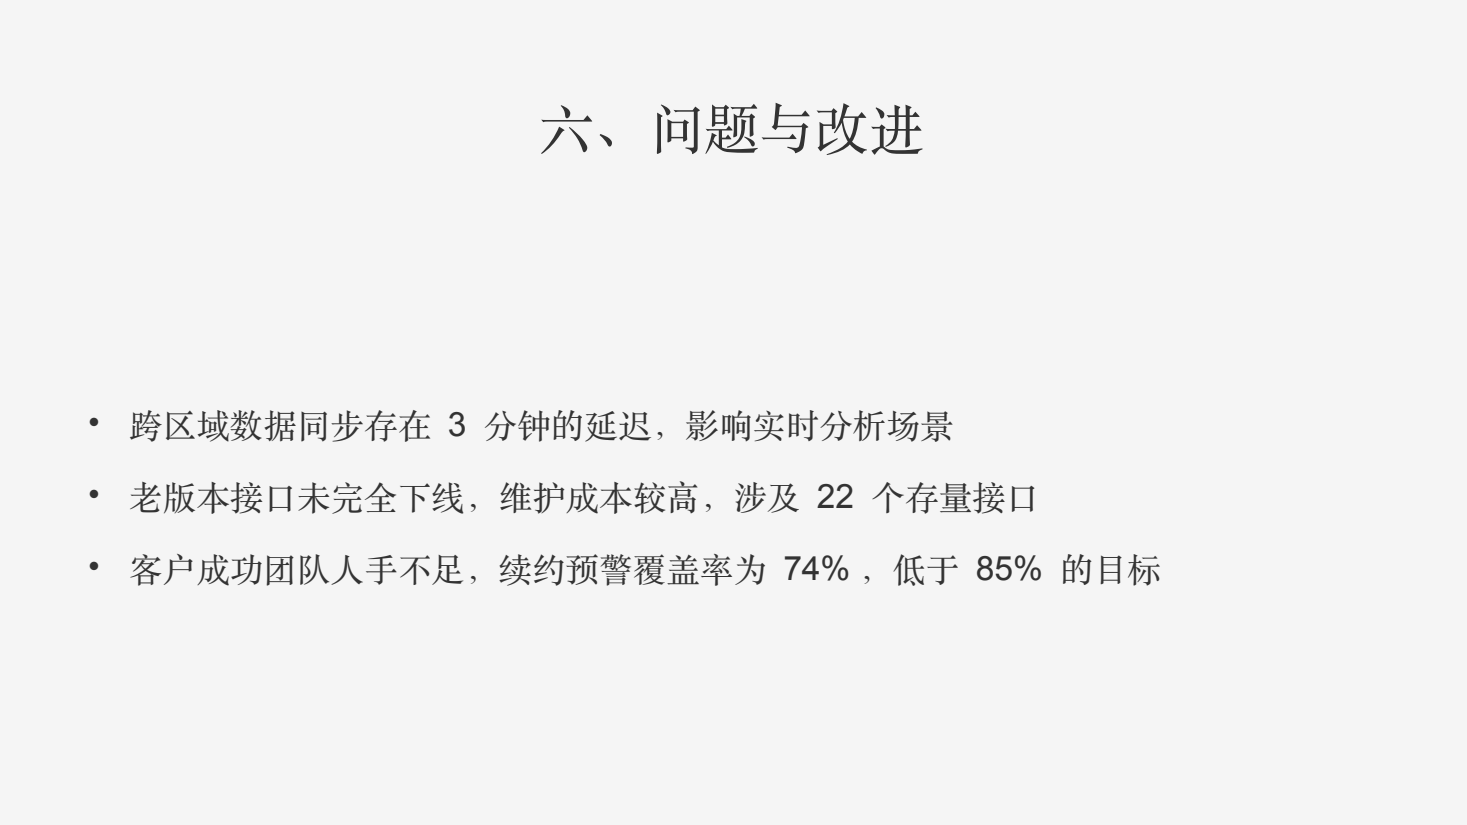 六、问题与改进
• 跨区域数据同步存在 3 分钟的延迟，影响实时分析场景
• 老版本接口未完全下线，维护成本较高，涉及 22 个存量接口
• 客户成功团队人手不足，续约预警覆盖率为 74%，低于 85% 的目标